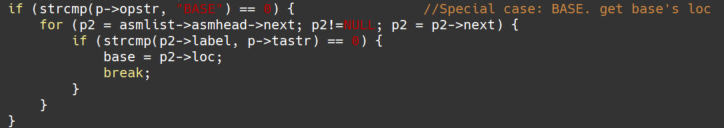 if (strcmp(p->opstr, "BASE") == 0) {                //Special case: BASE. get base's loc
    for (p2 = asmlist->asmhead->next; p2!=NULL; p2 = p2->next) {
        if (strcmp(p2->label, p->tastr) == 0) {
            base = p2->loc;
            break;
        }
    }
}